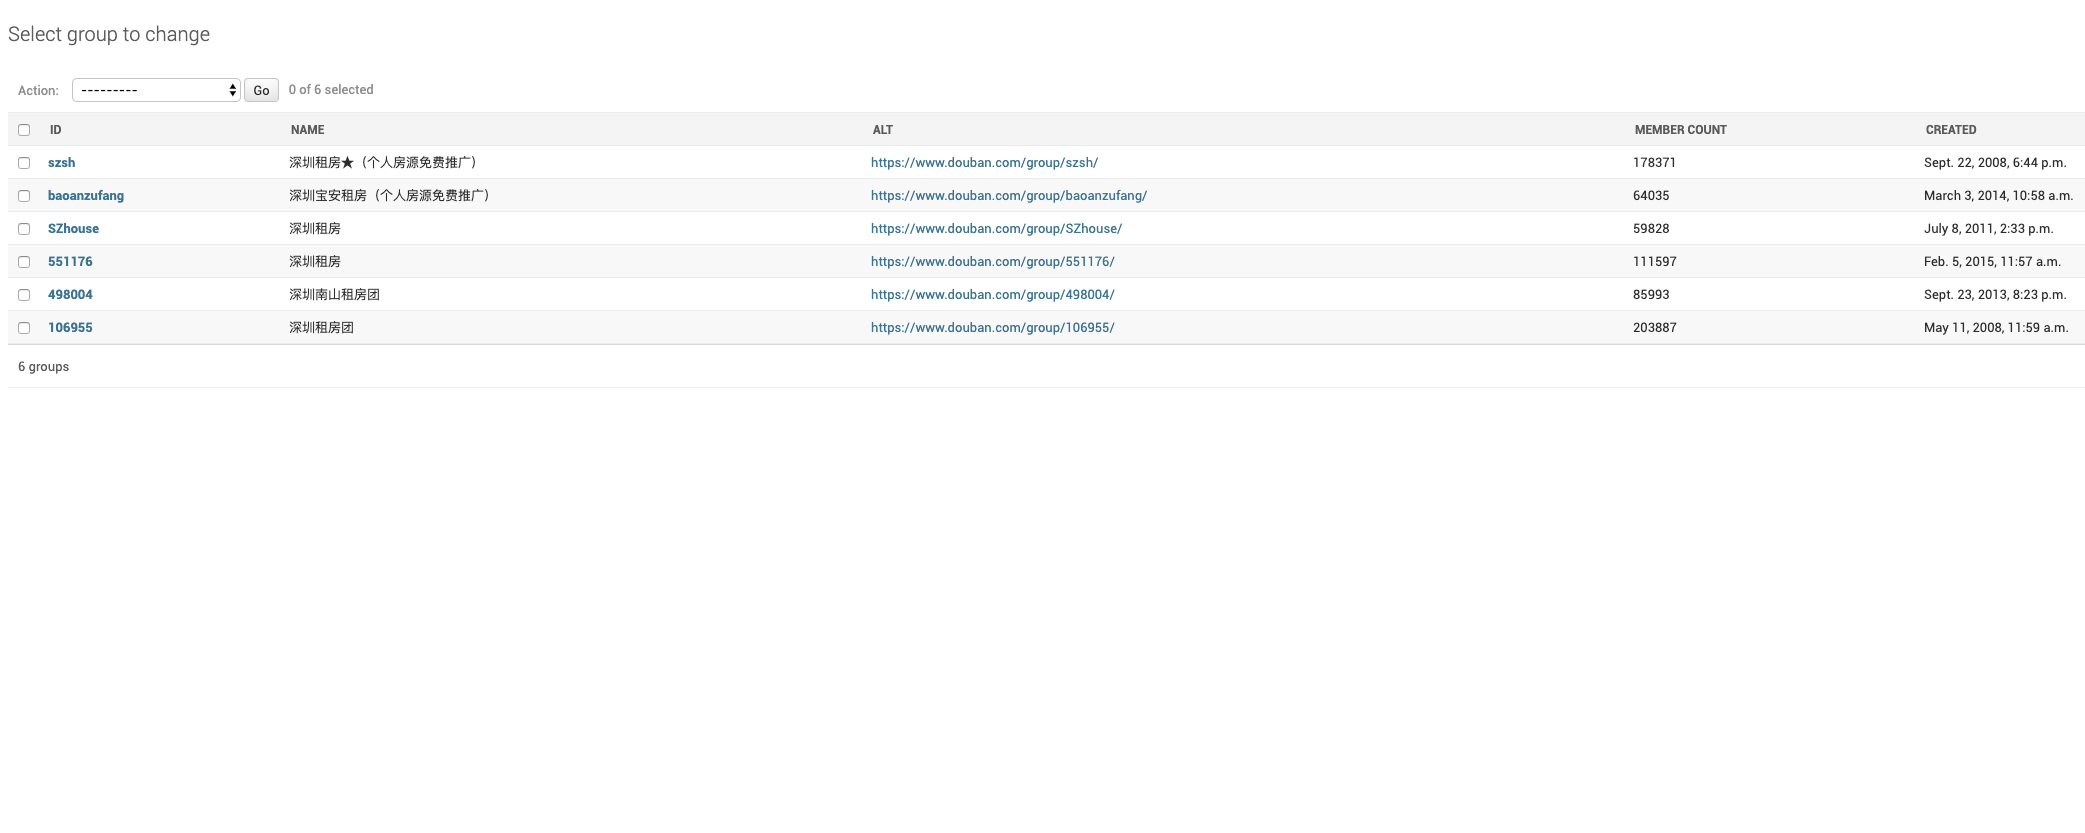 Select group to change
Action: --------- Go 0 of 6 selected
ID NAME ALT MEMBER COUNT CREATED
szsh 深圳租房★（个人房源免费推广） https://www.douban.com/group/szsh/ 178371 Sept. 22, 2008, 6:44 p.m.
baoanzufang 深圳宝安租房（个人房源免费推广） https://www.douban.com/group/baoanzufang/ 64035 March 3, 2014, 10:58 a.m.
SZhouse 深圳租房 https://www.douban.com/group/SZhouse/ 59828 July 8, 2011, 2:33 p.m.
551176 深圳租房 https://www.douban.com/group/551176/ 111597 Feb. 5, 2015, 11:57 a.m.
498004 深圳南山租房团 https://www.douban.com/group/498004/ 85993 Sept. 23, 2013, 8:23 p.m.
106955 深圳租房团 https://www.douban.com/group/106955/ 203887 May 11, 2008, 11:59 a.m.
6 groups